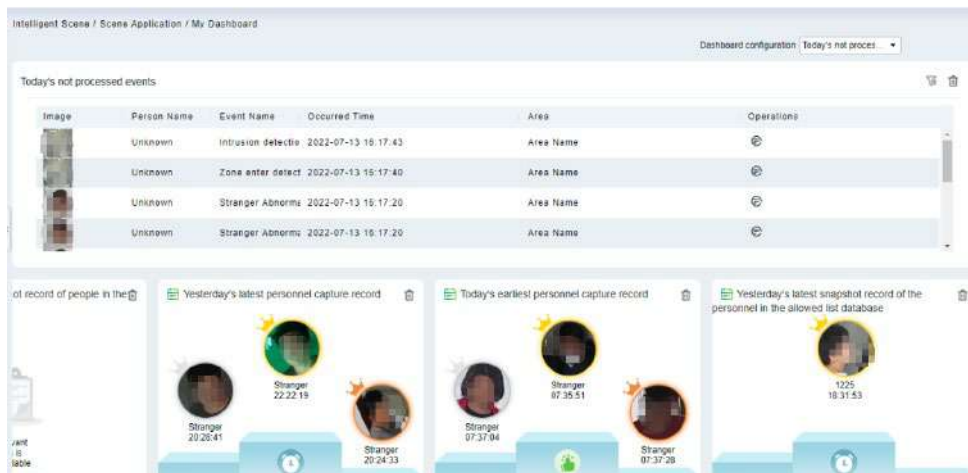 Intelligent Scene / Scene Application / My Dashboard
Dashboard configuration Today's not proces...
Today's not processed events
Image Person Name Event Name Occurred Time Area Operations
Unknown Intrusion detectio 2022-07-13 16:17:43 Area Name
Unknown Zone enter detect 2022-07-13 16:17:40 Area Name
Unknown Stranger Abnorma 2022-07-13 16:17:20 Area Name
Unknown Stranger Abnorma 2022-07-13 16:17:20 Area Name
ot record of people in the
vant
is
lable
Yesterday's latest personnel capture record
Stranger
22:22:19
Stranger
20:28:41
Stranger
20:24:33
Today's earliest personnel capture record
Stranger
07:35:51
Stranger
07:37:04
Stranger
07:37:28
Yesterday's latest snapshot record of the
personnel in the allowed list database
1225
18:31:53